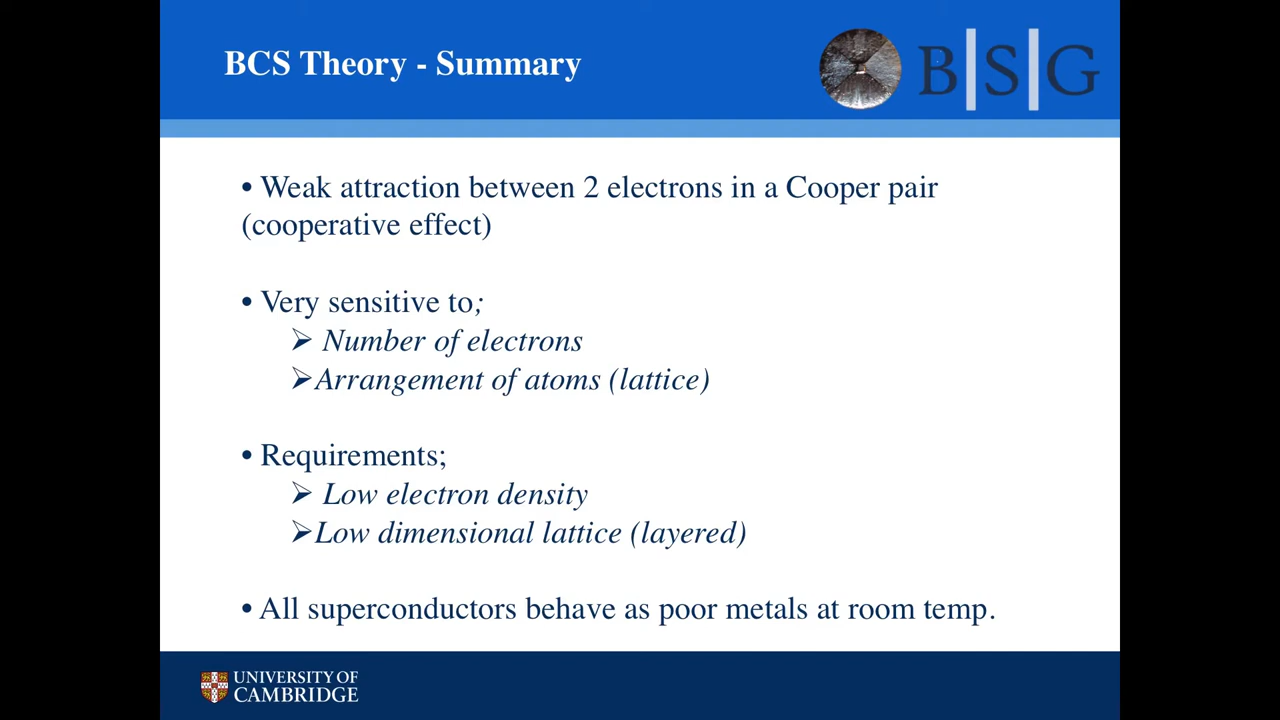 BCS Theory - Summary
B|S|G
• Weak attraction between 2 electrons in a Cooper pair
(cooperative effect)
• Very sensitive to;
➢ Number of electrons
➢Arrangement of atoms (lattice)
• Requirements;
➢ Low electron density
➢Low dimensional lattice (layered)
• All superconductors behave as poor metals at room temp.
UNIVERSITY OF
CAMBRIDGE